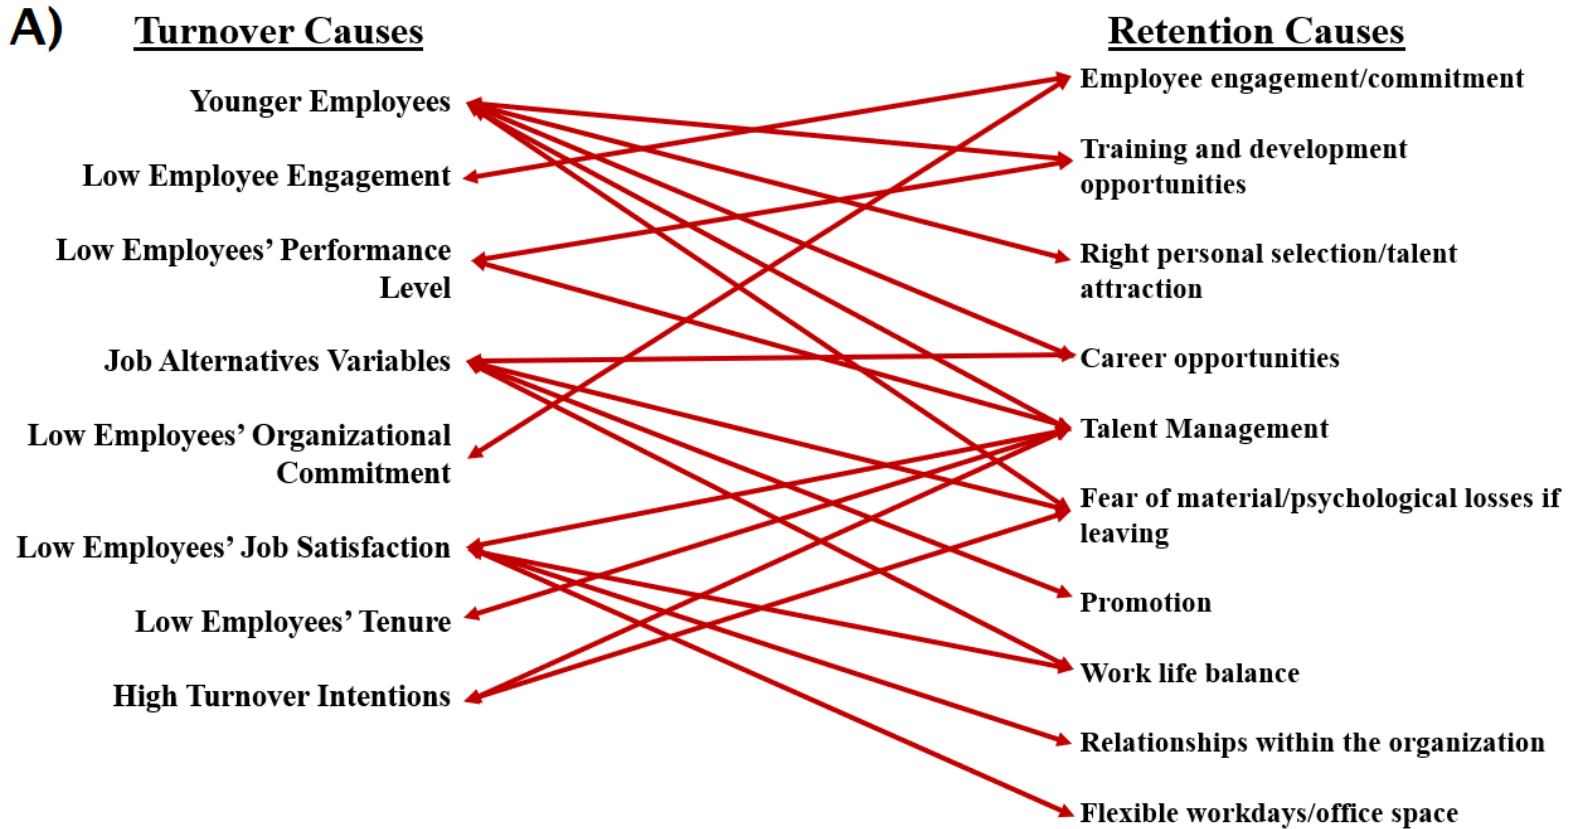 A)
Turnover Causes
Younger Employees
Low Employee Engagement
Low Employees’ Performance
Level
Job Alternatives Variables
Low Employees’ Organizational
Commitment
Low Employees’ Job Satisfaction
Low Employees’ Tenure
High Turnover Intentions
Retention Causes
Employee engagement/commitment
Training and development
opportunities
Right personal selection/talent
attraction
Career opportunities
Talent Management
Fear of material/psychological losses if
leaving
Promotion
Work life balance
Relationships within the organization
Flexible workdays/office space